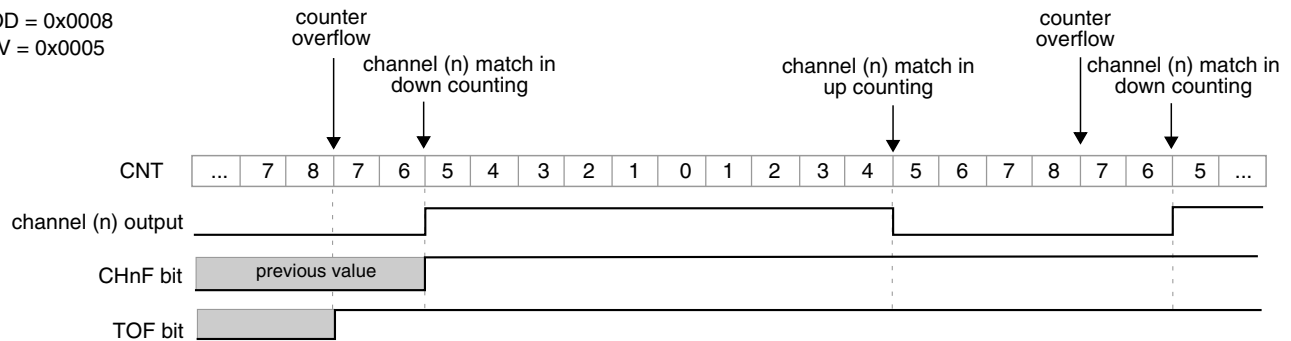 OD = 0x0008
V = 0x0005
counter
overflow
channel (n) match in
down counting
channel (n) match in
up counting
counter
overflow
channel (n) match in
down counting
CNT ... 7 8 7 6 5 4 3 2 1 0 1 2 3 4 5 6 7 8 7 6 5 ...
channel (n) output
CHnF bit previous value
TOF bit